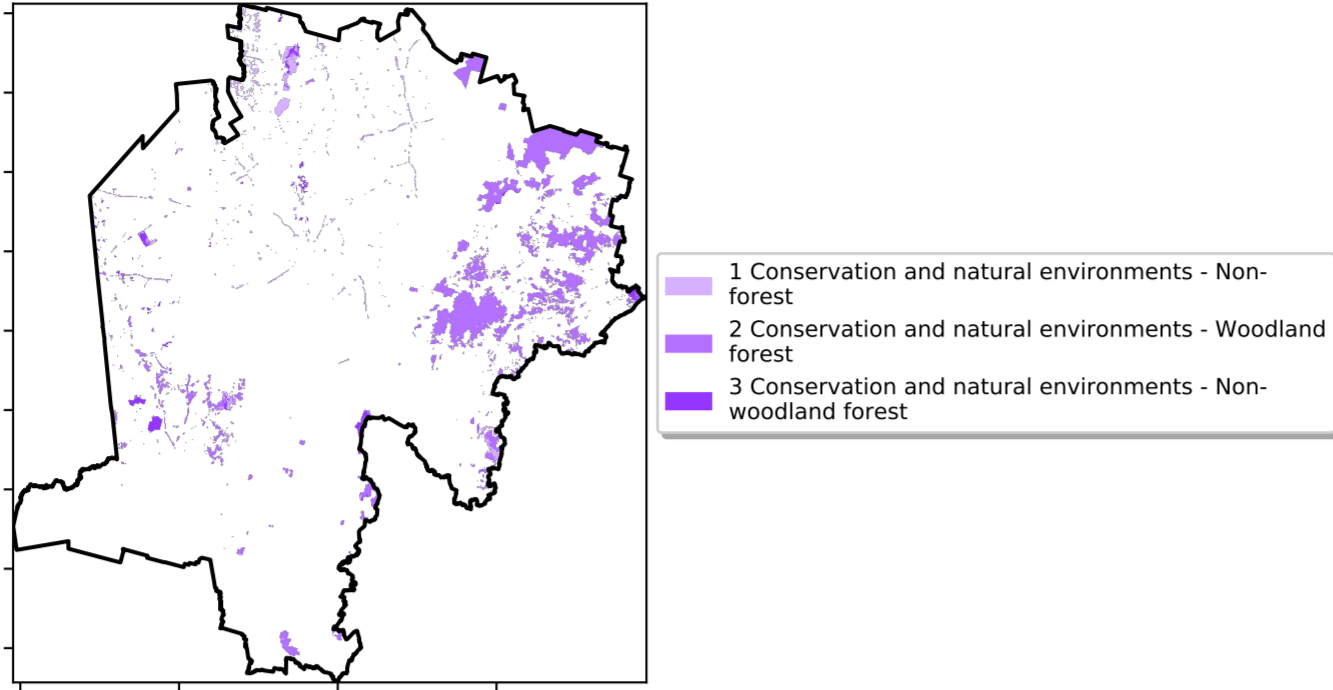 1 Conservation and natural environments - Non-
forest
2 Conservation and natural environments - Woodland
forest
3 Conservation and natural environments - Non-
woodland forest